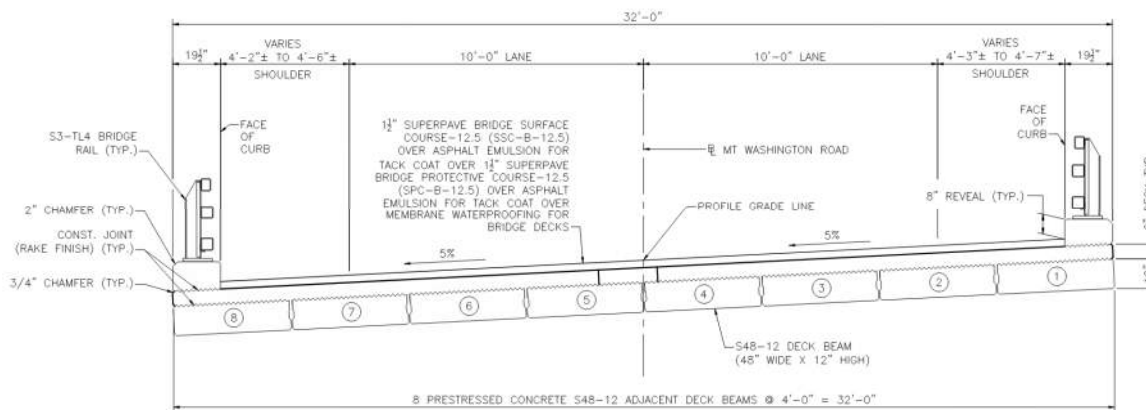 32'-0"
19½"
VARIES
4'-2"± TO 4'-6"±
SHOULDER
10'-0" LANE
10'-0" LANE
VARIES
4'-3"± TO 4'-7"±
SHOULDER
19½"
S3-TL4 BRIDGE
RAIL (TYP.)
FACE
OF
CURB
1½" SUPERPAVE BRIDGE SURFACE
COURSE-12.5 (SSC-B-12.5)
OVER ASPHALT EMULSION FOR
TACK COAT OVER 1½" SUPERPAVE
BRIDGE PROTECTIVE COURSE-12.5
(SPC-B-12.5) OVER ASPHALT
EMULSION FOR TACK COAT OVER
MEMBRANE WATERPROOFING FOR
BRIDGE DECKS
MT WASHINGTON ROAD
FACE
OF
CURB
2" CHAMFER (TYP.)
CONST. JOINT
(RAKE FINISH) (TYP.)
3/4" CHAMFER (TYP.)
PROFILE GRADE LINE
8" REVEAL (TYP.)
5%
5%
8
7
6
5
4
3
2
1
S48-12 DECK BEAM
(48" WIDE X 12" HIGH)
8 PRESTRESSED CONCRETE S48-12 ADJACENT DECK BEAMS @ 4'-0" = 32'-0"